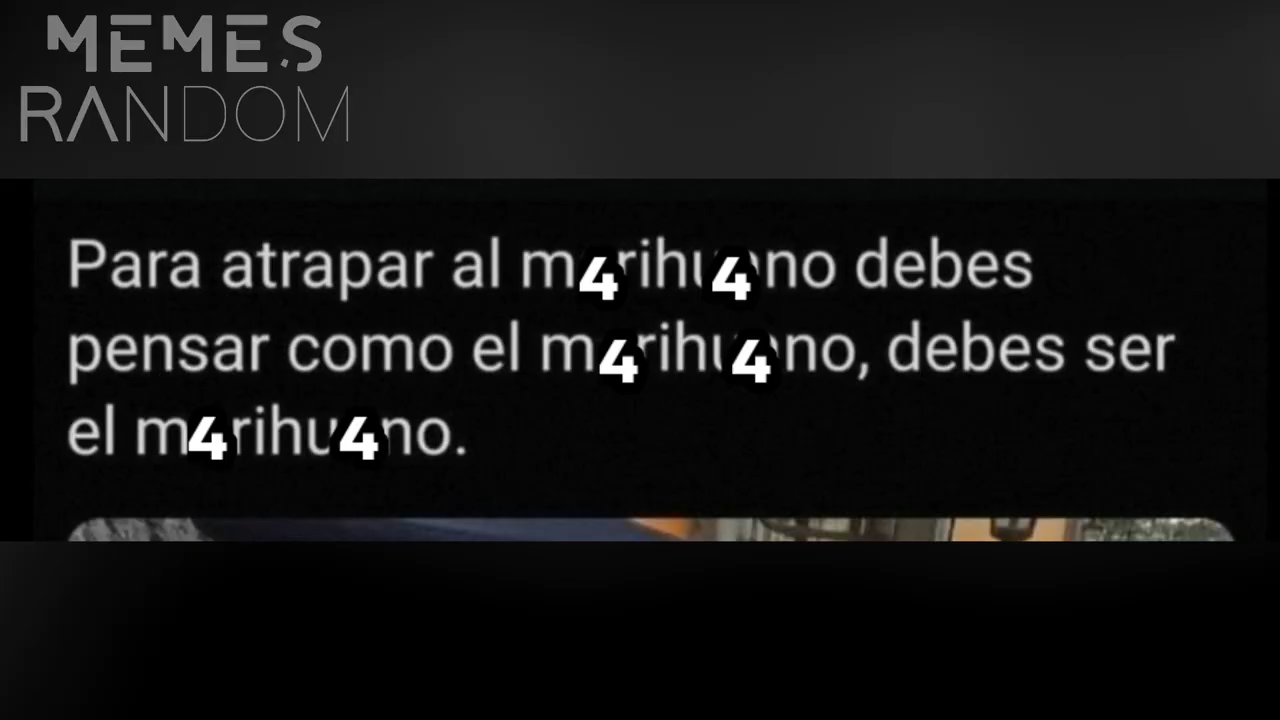 MEMES
RANDOM
Para atrapar al m4rihu4no debes
pensar como el m4rihu4no, debes ser
el m4rihu4no.